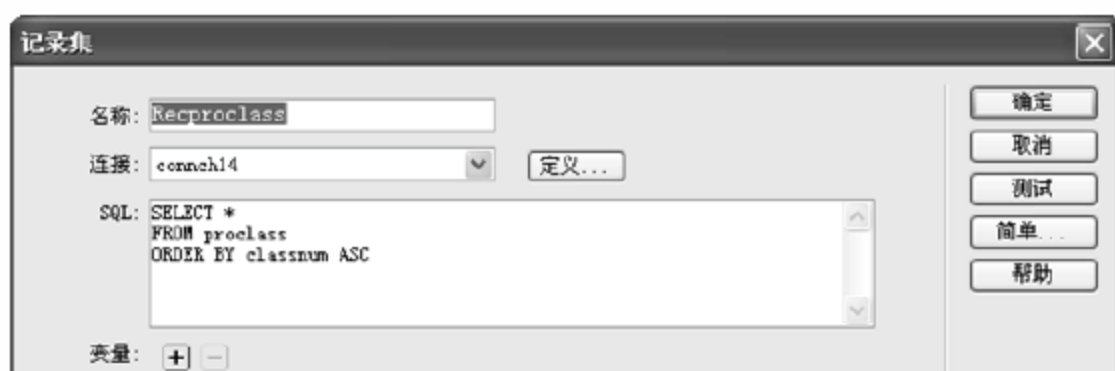 记录集
名称: Recproclass
连接: connch14 定义...
SQL: SELECT *
FROM proclass
ORDER BY classnum ASC
变量:
确定
取消
测试
简单...
帮助